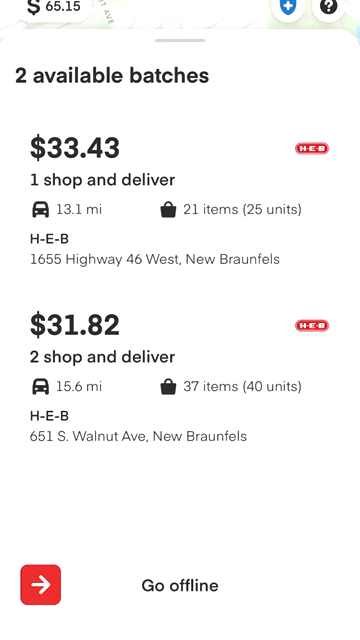 $ 65.15
?
2 available batches
$33.43
H-E-B
1 shop and deliver
13.1 mi
21 items (25 units)
H-E-B
1655 Highway 46 West, New Braunfels
$31.82
H-E-B
2 shop and deliver
15.6 mi
37 items (40 units)
H-E-B
651 S. Walnut Ave, New Braunfels
Go offline